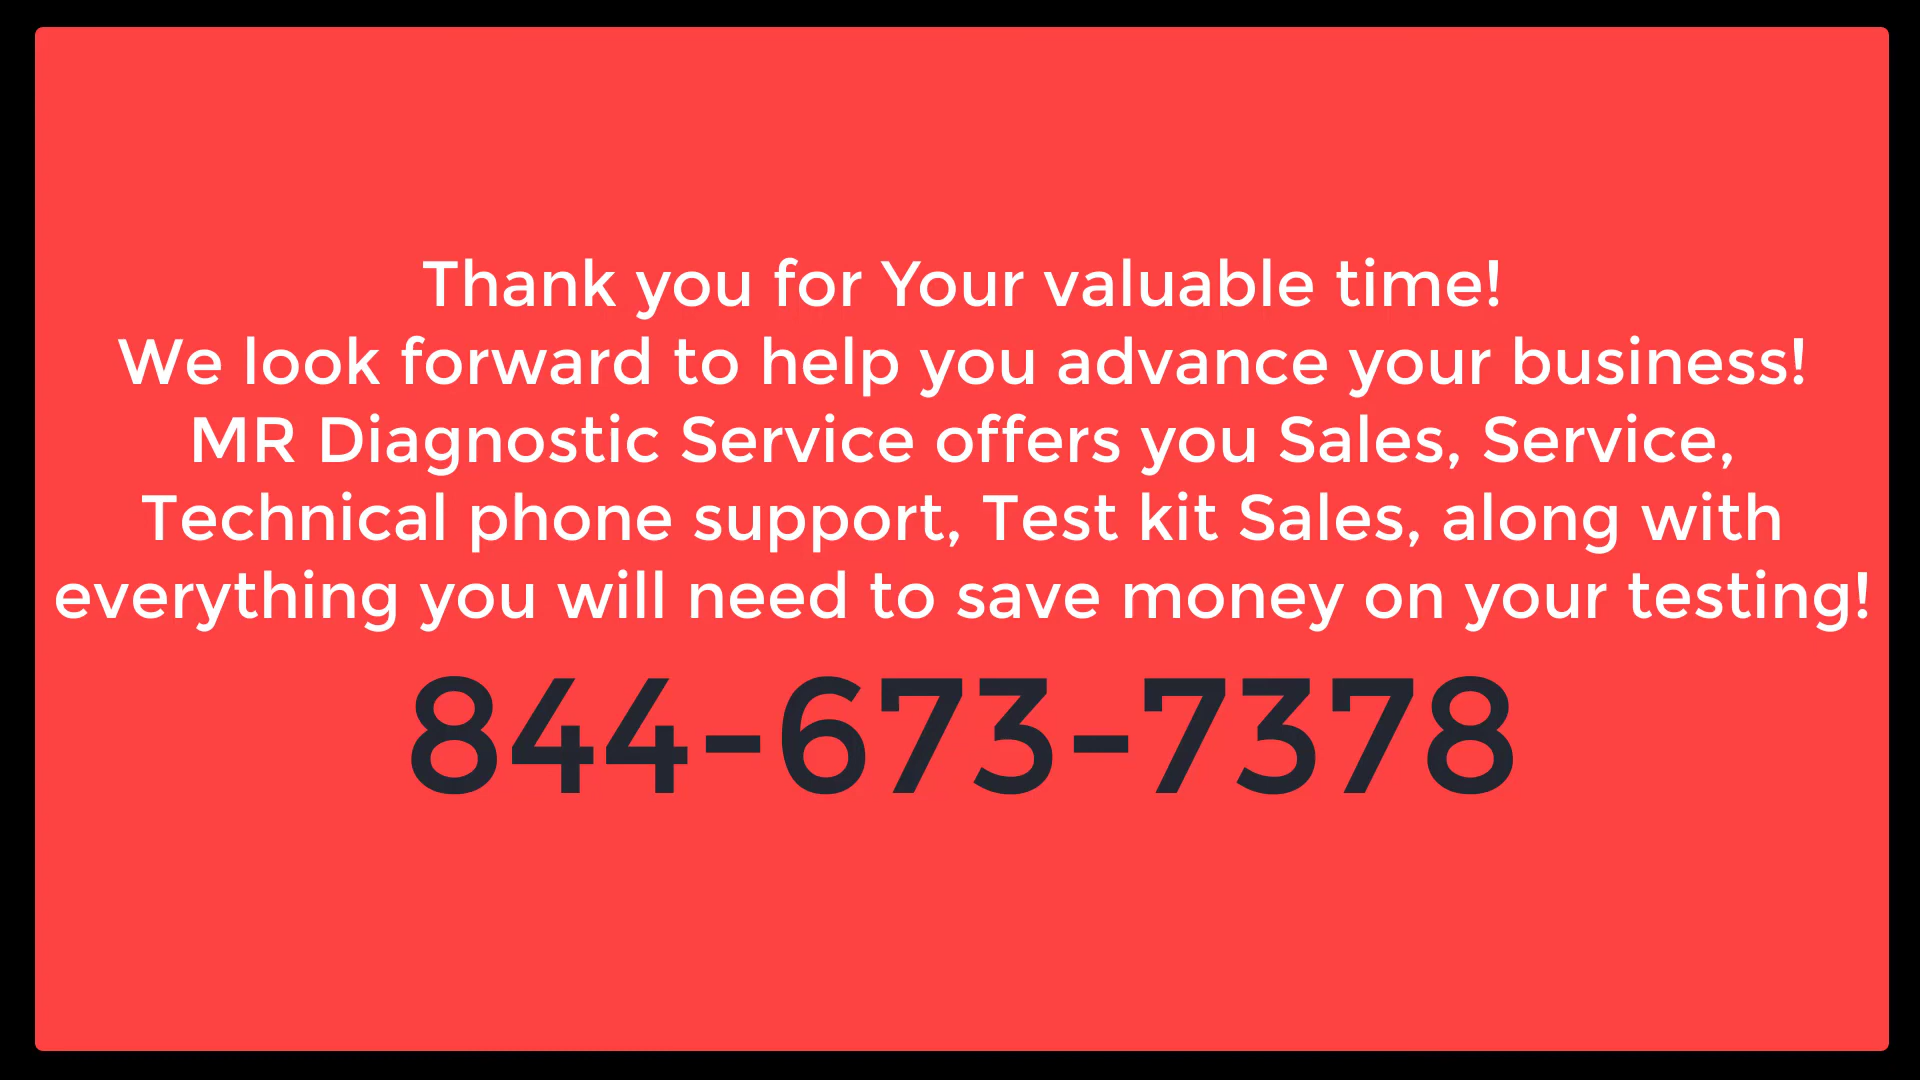 Thank you for Your valuable time!
We look forward to help you advance your business!
MR Diagnostic Service offers you Sales, Service,
Technical phone support, Test kit Sales, along with
everything you will need to save money on your testing!
844-673-7378